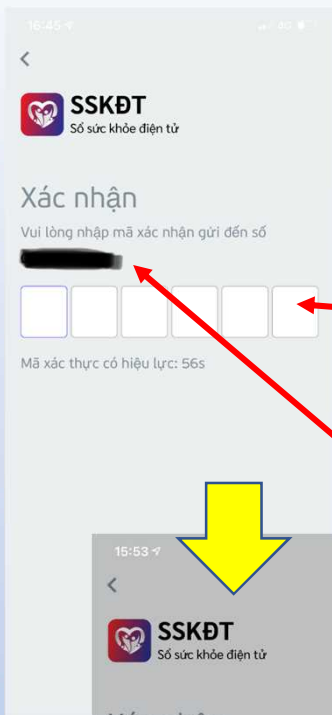 16:45
4G
SSKĐT
Sổ sức khỏe điện tử
Xác nhận
Vui lòng nhập mã xác nhận gửi đến số
Mã xác thực có hiệu lực: 56s
15:53
SSKĐT
Sổ sức khỏe điện tử